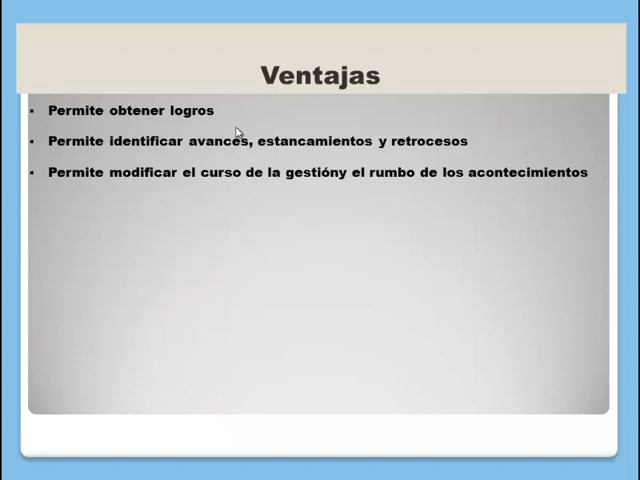 Ventajas
▪ Permite obtener logros
▪ Permite identificar avances, estancamientos y retrocesos
▪ Permite modificar el curso de la gestióny el rumbo de los acontecimientos